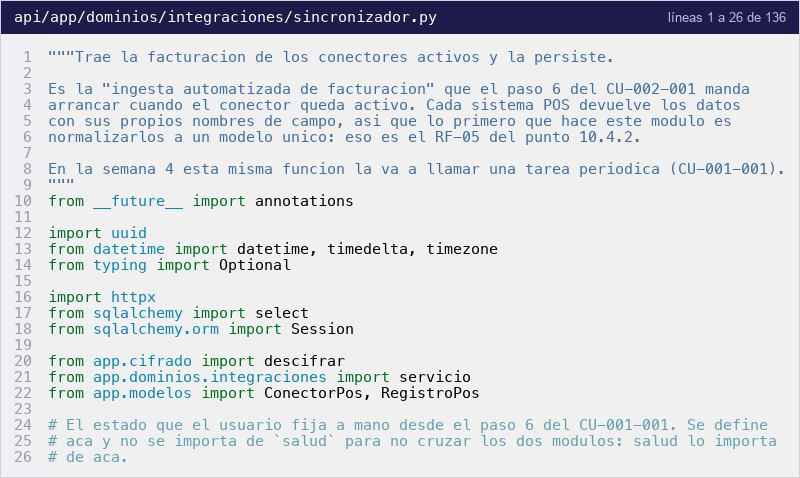 api/app/dominios/integraciones/sincronizador.py
líneas 1 a 26 de 136
1 """Trae la facturacion de los conectores activos y la persiste.
2
3 Es la "ingesta automatizada de facturacion" que el paso 6 del CU-002-001 manda
4 arrancar cuando el conector queda activo. Cada sistema POS devuelve los datos
5 con sus propios nombres de campo, asi que lo primero que hace este modulo es
6 normalizarlos a un modelo unico: eso es el RF-05 del punto 10.4.2.
7
8 En la semana 4 esta misma funcion la va a llamar una tarea periodica (CU-001-001).
9 """
10 from __future__ import annotations
11
12 import uuid
13 from datetime import datetime, timedelta, timezone
14 from typing import Optional
15
16 import httpx
17 from sqlalchemy import select
18 from sqlalchemy.orm import Session
19
20 from app.cifrado import descifrar
21 from app.dominios.integraciones import servicio
22 from app.modelos import ConectorPos, RegistroPos
23
24 # El estado que el usuario fija a mano desde el paso 6 del CU-001-001. Se define
25 # aca y no se importa de `salud` para no cruzar los dos modulos: salud lo importa
26 # de aca.